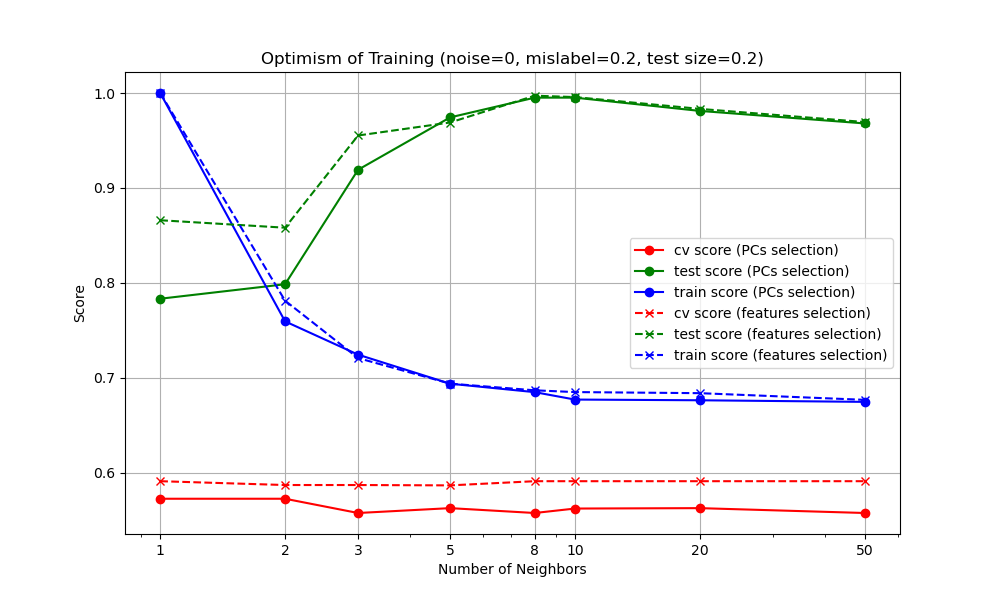 Optimism of Training (noise=0, mislabel=0.2, test size=0.2)
1.0
0.9
0.8
0.7
0.6
Score
cv score (PCs selection)
test score (PCs selection)
train score (PCs selection)
cv score (features selection)
test score (features selection)
train score (features selection)
1 2 3 5 8 10 20 50
Number of Neighbors